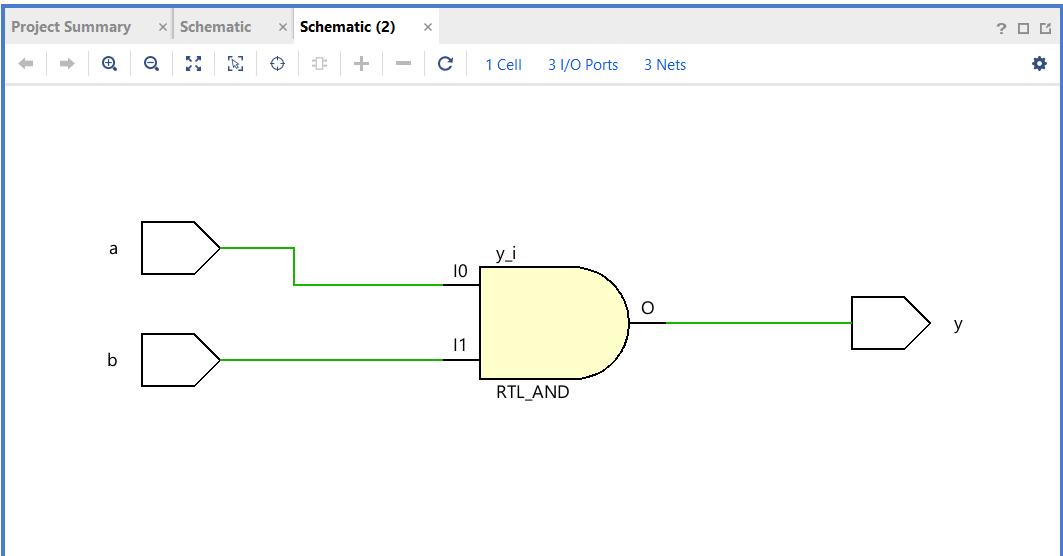 Project Summary × Schematic × Schematic (2) ×
?
1 Cell 3 I/O Ports 3 Nets
a
b
y_i
I0
I1
O
RTL_AND
y